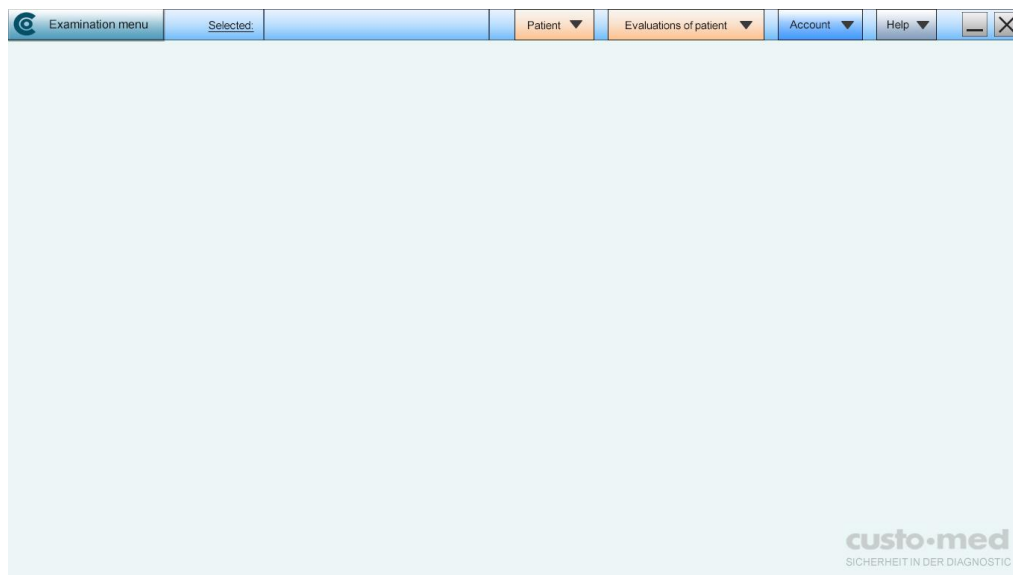 Examination menu
Selected:
Patient
Evaluations of patient
Account
Help
custo•med
SICHERHEIT IN DER DIAGNOSTIC